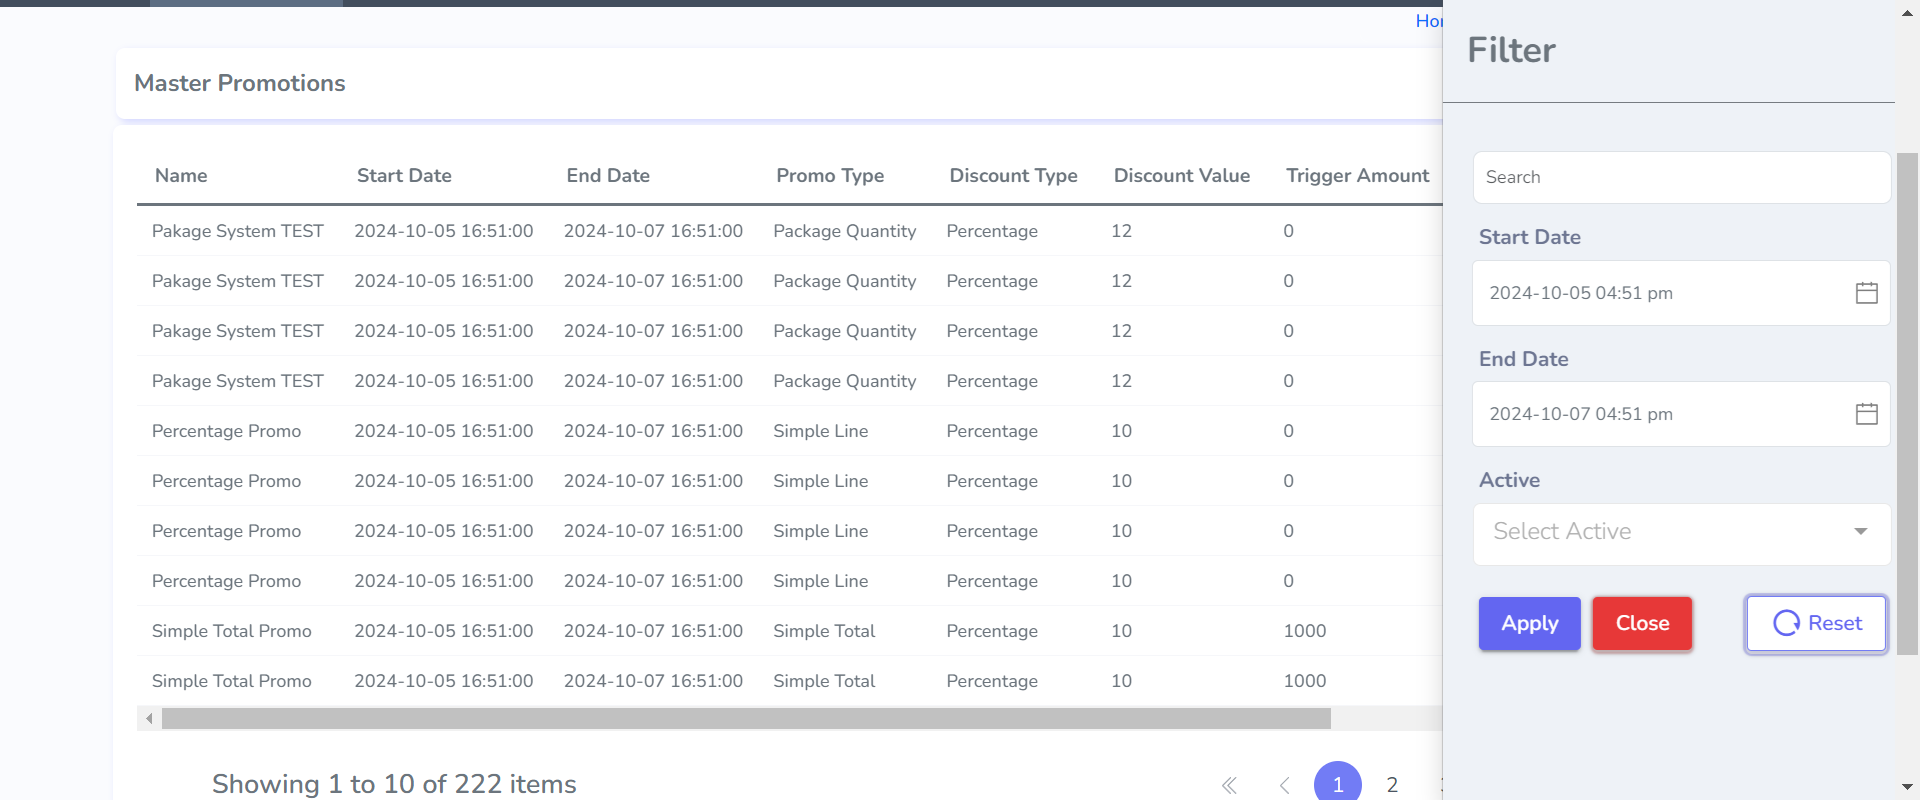 Master Promotions
Name Start Date End Date Promo Type Discount Type Discount Value Trigger Amount
Pakage System TEST 2024-10-05 16:51:00 2024-10-07 16:51:00 Package Quantity Percentage 12 0
Pakage System TEST 2024-10-05 16:51:00 2024-10-07 16:51:00 Package Quantity Percentage 12 0
Pakage System TEST 2024-10-05 16:51:00 2024-10-07 16:51:00 Package Quantity Percentage 12 0
Pakage System TEST 2024-10-05 16:51:00 2024-10-07 16:51:00 Package Quantity Percentage 12 0
Percentage Promo 2024-10-05 16:51:00 2024-10-07 16:51:00 Simple Line Percentage 10 0
Percentage Promo 2024-10-05 16:51:00 2024-10-07 16:51:00 Simple Line Percentage 10 0
Percentage Promo 2024-10-05 16:51:00 2024-10-07 16:51:00 Simple Line Percentage 10 0
Percentage Promo 2024-10-05 16:51:00 2024-10-07 16:51:00 Simple Line Percentage 10 0
Simple Total Promo 2024-10-05 16:51:00 2024-10-07 16:51:00 Simple Total Percentage 10 1000
Simple Total Promo 2024-10-05 16:51:00 2024-10-07 16:51:00 Simple Total Percentage 10 1000
Showing 1 to 10 of 222 items
1 2
Filter
Search
Start Date
2024-10-05 04:51 pm
End Date
2024-10-07 04:51 pm
Active
Select Active
Apply Close Reset